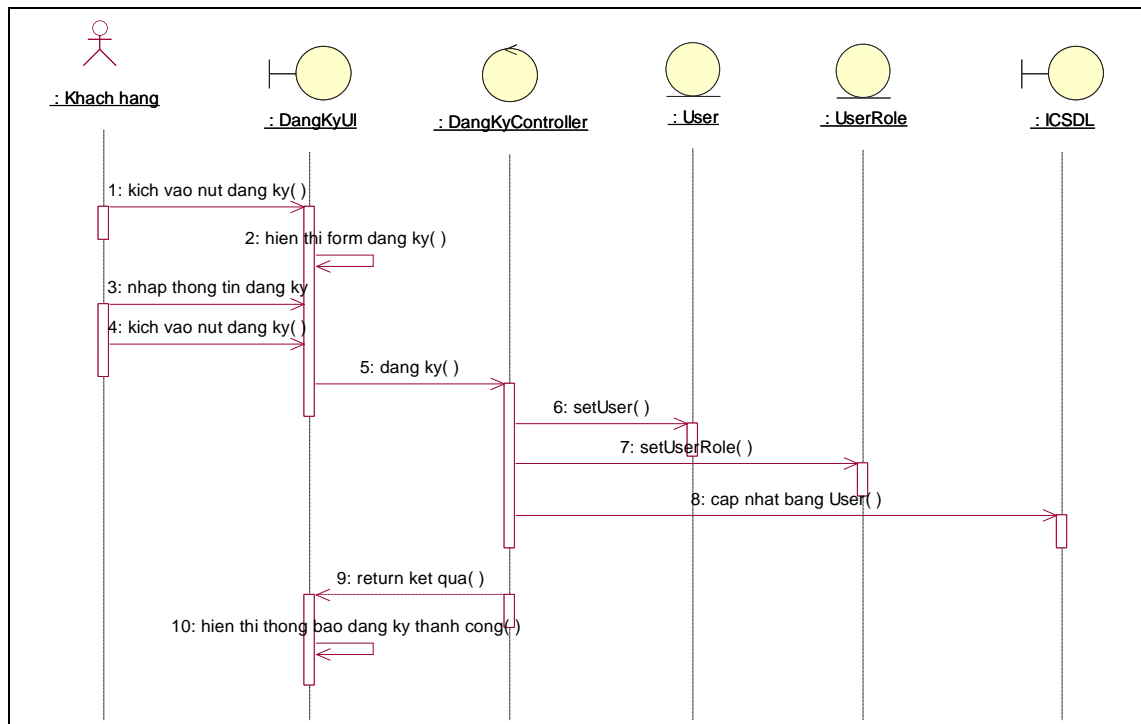 : Khach hang
: DangKyUI
: DangKyController
: User
: UserRole
: ICSDL
1: kich vao nut dang ky( )
2: hien thi form dang ky( )
3: nhap thong tin dang ky
4: kich vao nut dang ky( )
5: dang ky( )
6: setUser( )
7: setUserRole( )
8: cap nhat bang User( )
9: return ket qua( )
10: hien thi thong bao dang ky thanh cong( )